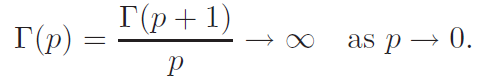 Γ(p) = Γ(p + 1) / p → ∞ as p → 0.